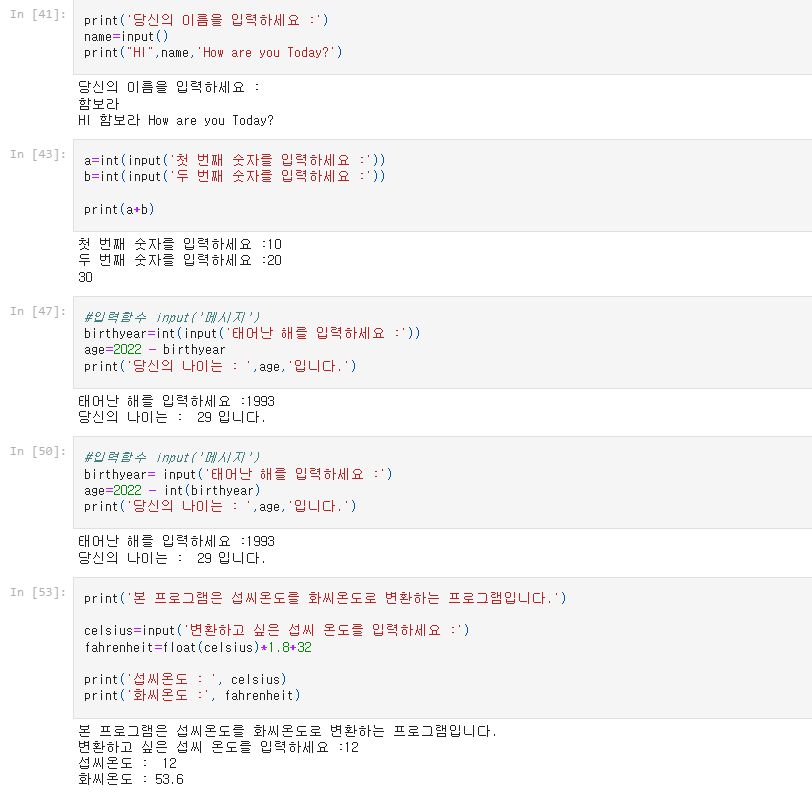 In [41]:
print('당신의 이름을 입력하세요 :')
name=input()
print("HI",name,'How are you Today?')
당신의 이름을 입력하세요 :
함보라
HI 함보라 How are you Today?
In [43]:
a=int(input('첫 번째 숫자를 입력하세요 :'))
b=int(input('두 번째 숫자를 입력하세요 :'))
print(a+b)
첫 번째 숫자를 입력하세요 :10
두 번째 숫자를 입력하세요 :20
30
In [47]:
#입력함수 input('메시지')
birthyear=int(input('태어난 해를 입력하세요 :'))
age=2022 - birthyear
print('당신의 나이는 : ',age,'입니다.')
태어난 해를 입력하세요 :1993
당신의 나이는 :  29 입니다.
In [50]:
#입력함수 input('메시지')
birthyear= input('태어난 해를 입력하세요 :')
age=2022 - int(birthyear)
print('당신의 나이는 : ',age,'입니다.')
태어난 해를 입력하세요 :1993
당신의 나이는 :  29 입니다.
In [53]:
print('본 프로그램은 섭씨온도를 화씨온도로 변환하는 프로그램입니다.')
celsius=input('변환하고 싶은 섭씨 온도를 입력하세요 :')
fahrenheit=float(celsius)*1.8+32
print('섭씨온도 : ', celsius)
print('화씨온도 :', fahrenheit)
본 프로그램은 섭씨온도를 화씨온도로 변환하는 프로그램입니다.
변환하고 싶은 섭씨 온도를 입력하세요 :12
섭씨온도 :  12
화씨온도 : 53.6